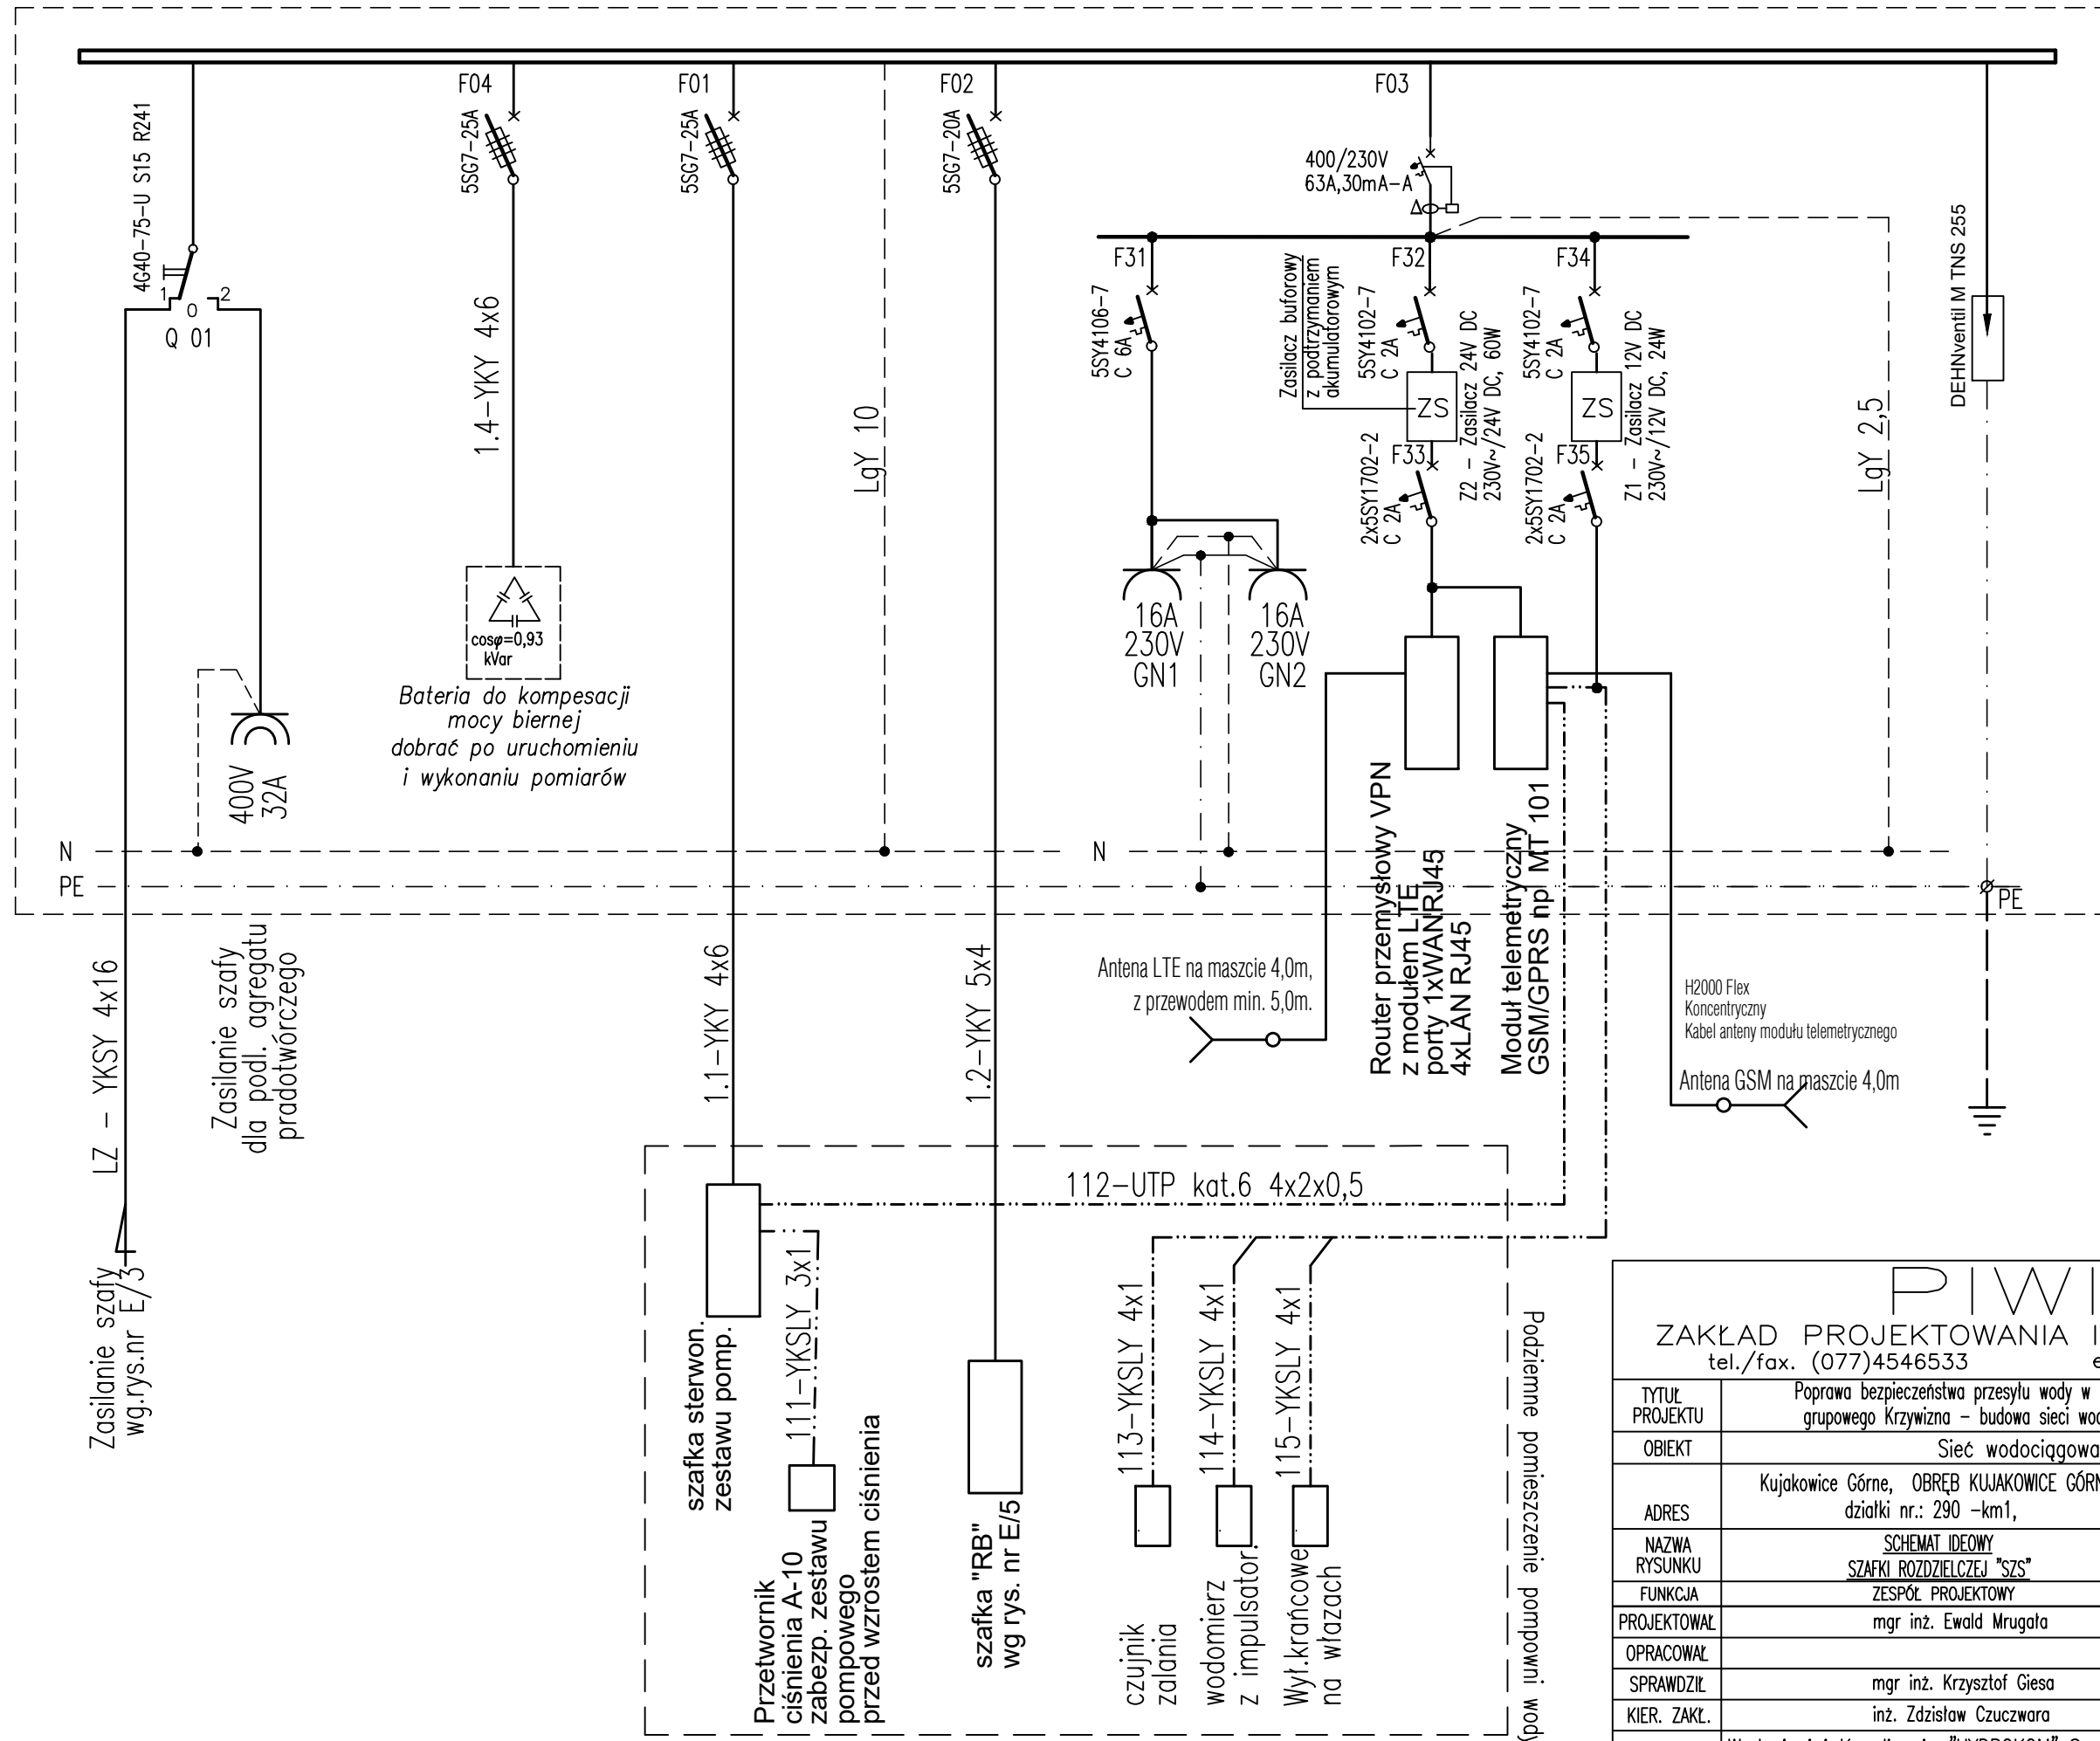 4G40-75-U S15 R241
1
0
2
Q 01
F04
5SG7-25A
1.4-YKY 4x6
cosφ=0,93
kVar
Bateria do kompesacji
mocy biernej
dobrać po uruchomieniu
i wykonaniu pomiarów
400V
32A
F01
5SG7-25A
LgY 10
F02
5SG7-20A
F03
400/230V
63A,30mA-A
Δ
F31
5SY4106-7
C 6A
16A
230V
GN1
16A
230V
GN2
Zasilacz buforowy
z podtrzymaniem
akumulatorowym
F32
5SY4102-7
C 2A
ZS
Z2 - Zasilacz 24V DC
230V~/24V DC, 60W
F33
2x5SY1702-2
C 2A
F34
5SY4102-7
C 2A
ZS
Z1 - Zasilacz 12V DC
230V~/12V DC, 24W
F35
2x5SY1702-2
C 2A
LgY 2,5
DEHNventil M TNS 255
N
N
PE
PE
LZ - YKSY 4x16
Zasilanie szafy
dla podl. agregatu
pradotwórczego
Zasilanie szafy
wg.rys.nr E/3
1.1-YKY 4x6
1.2-YKY 5x4
Antena LTE na maszcie 4,0m,
z przewodem min. 5,0m.
Router przemysłowy VPN
z modułem LTE
porty 1xWAN RJ45
4xLAN RJ45
Moduł telemetryczny
GSM/GPRS np MT 101
H2000 Flex
Koncentryczny
Kabel anteny modułu telemetrycznego
Antena GSM na maszcie 4,0m
112-UTP kat.6 4x2x0,5
szafka sterwon.
zestawu pomp.
111-YKSLY 3x1
Przetwornik
ciśnienia A-10
zabezp. zestawu
pompowego
przed wzrostem ciśnienia
szafka "RB"
wg rys. nr E/5
113-YKSLY 4x1
czujnik
zalania
114-YKSLY 4x1
wodomierz
z impulsator.
115-YKSLY 4x1
Wył.krańcowe
na włazach
Podziemne pomieszczenie pompowni wody
PIWI
ZAKŁAD PROJEKTOWANIA I
tel./fax. (077)4546533 e
TYTUŁ
PROJEKTU
Poprawa bezpieczeństwa przesyłu wody w
grupowego Krzywizna - budowa sieci woc
OBIEKT
Sieć wodociągowa
ADRES
Kujakowice Górne, OBRĘB KUJAKOWICE GÓRN
działki nr.: 290 -km1,
NAZWA
RYSUNKU
SCHEMAT IDEOWY
SZAFKI ROZDZIELCZEJ "SZS"
FUNKCJA
ZESPÓŁ PROJEKTOWY
PROJEKTOWAŁ
mgr inż. Ewald Mrugała
OPRACOWAŁ
SPRAWDZIŁ
mgr inż. Krzysztof Giesa
KIER. ZAKŁ.
inż. Zdzisław Czuczwara